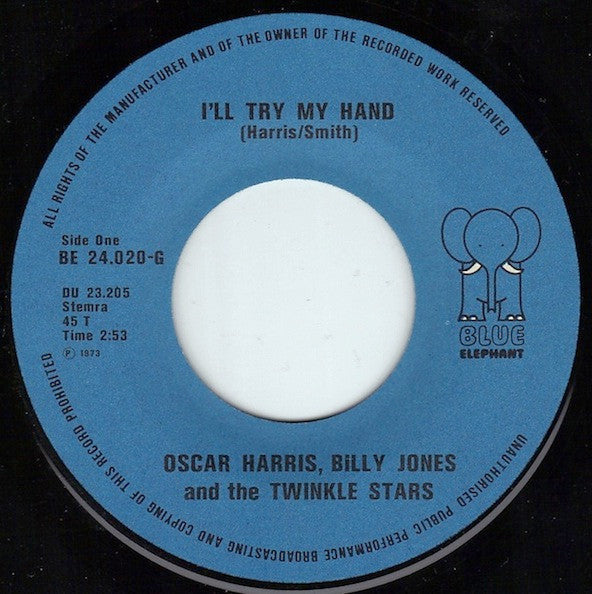 ALL RIGHTS OF THE MANUFACTURER AND OF THE OWNER OF THE RECORDED WORK RESERVED
I'LL TRY MY HAND
(Harris/Smith)
Side One
BE 24.020-G
DU 23.205
Stemra
45 T
Time 2:53
℗ 1973
BLUE
ELEPHANT
OSCAR HARRIS, BiLLY JONES
and the TWINKLE STARS
UNAUTHORISED PUBLIC PERFORMANCE BROADCASTING AND COPYING OF THIS RECORD PROHIBITED